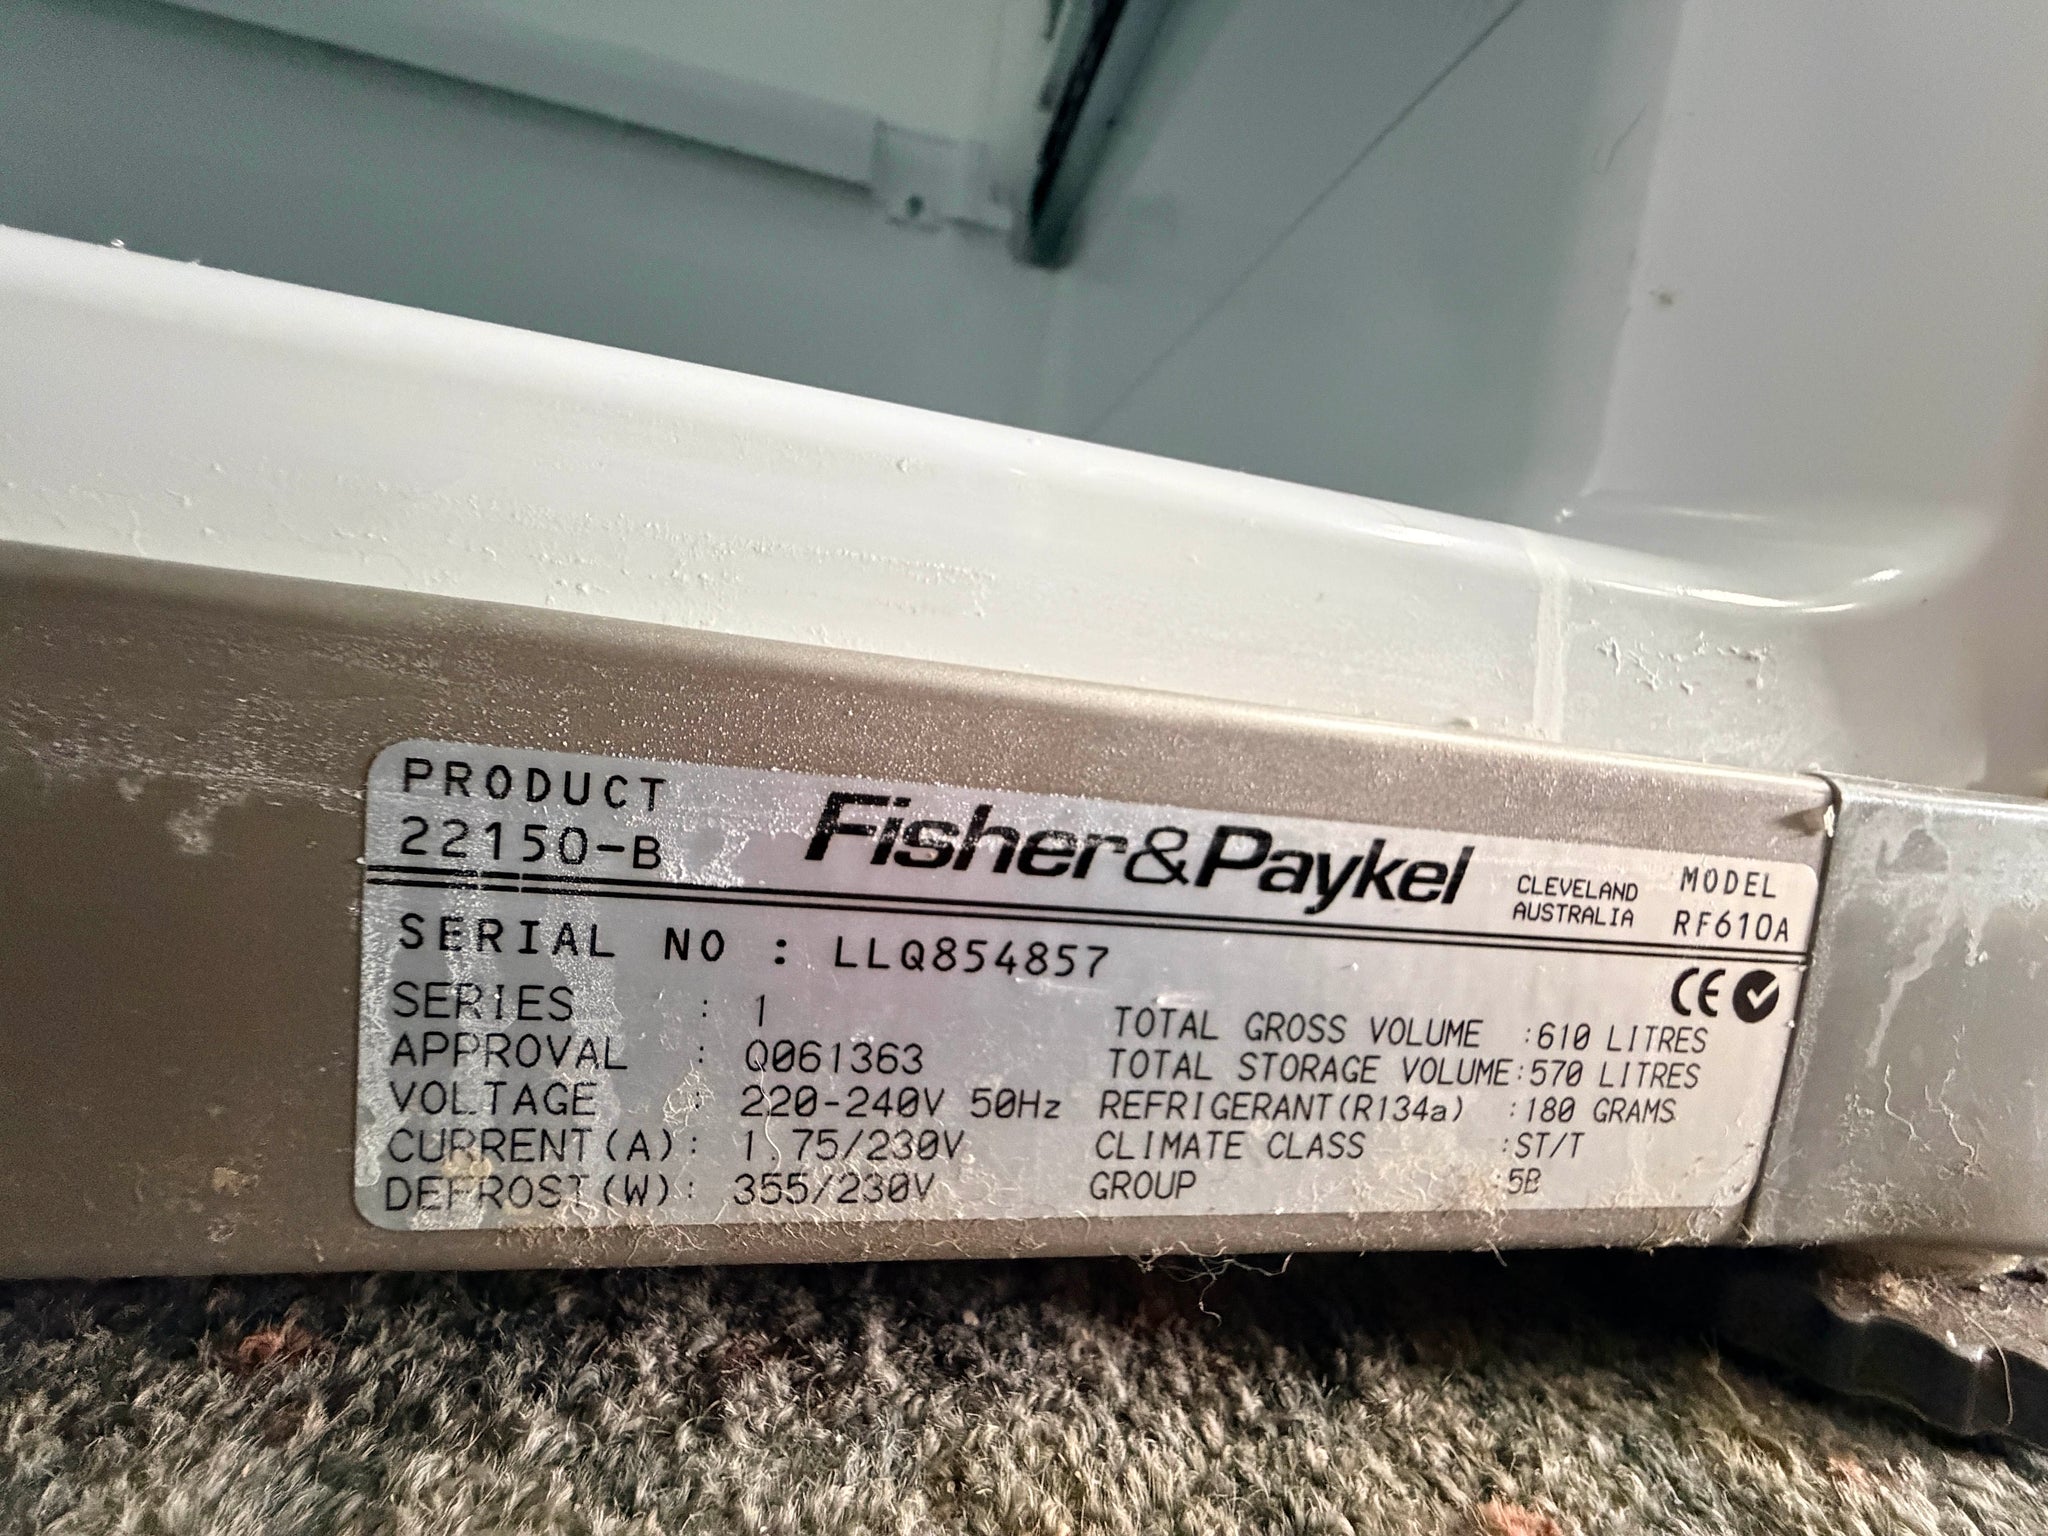 PRODUCT
22150-B
Fisher&Paykel
CLEVELAND
AUSTRALIA
MODEL
RF610A
SERIAL NO : LLQ854857
CE
SERIES : 1
APPROVAL : Q061363
VOLTAGE : 220-240V 50Hz
CURRENT(A): 1.75/230V
DEFROST(W): 355/230V
TOTAL GROSS VOLUME :610 LITRES
TOTAL STORAGE VOLUME:570 LITRES
REFRIGERANT(R134a) :180 GRAMS
CLIMATE CLASS :ST/T
GROUP :5B